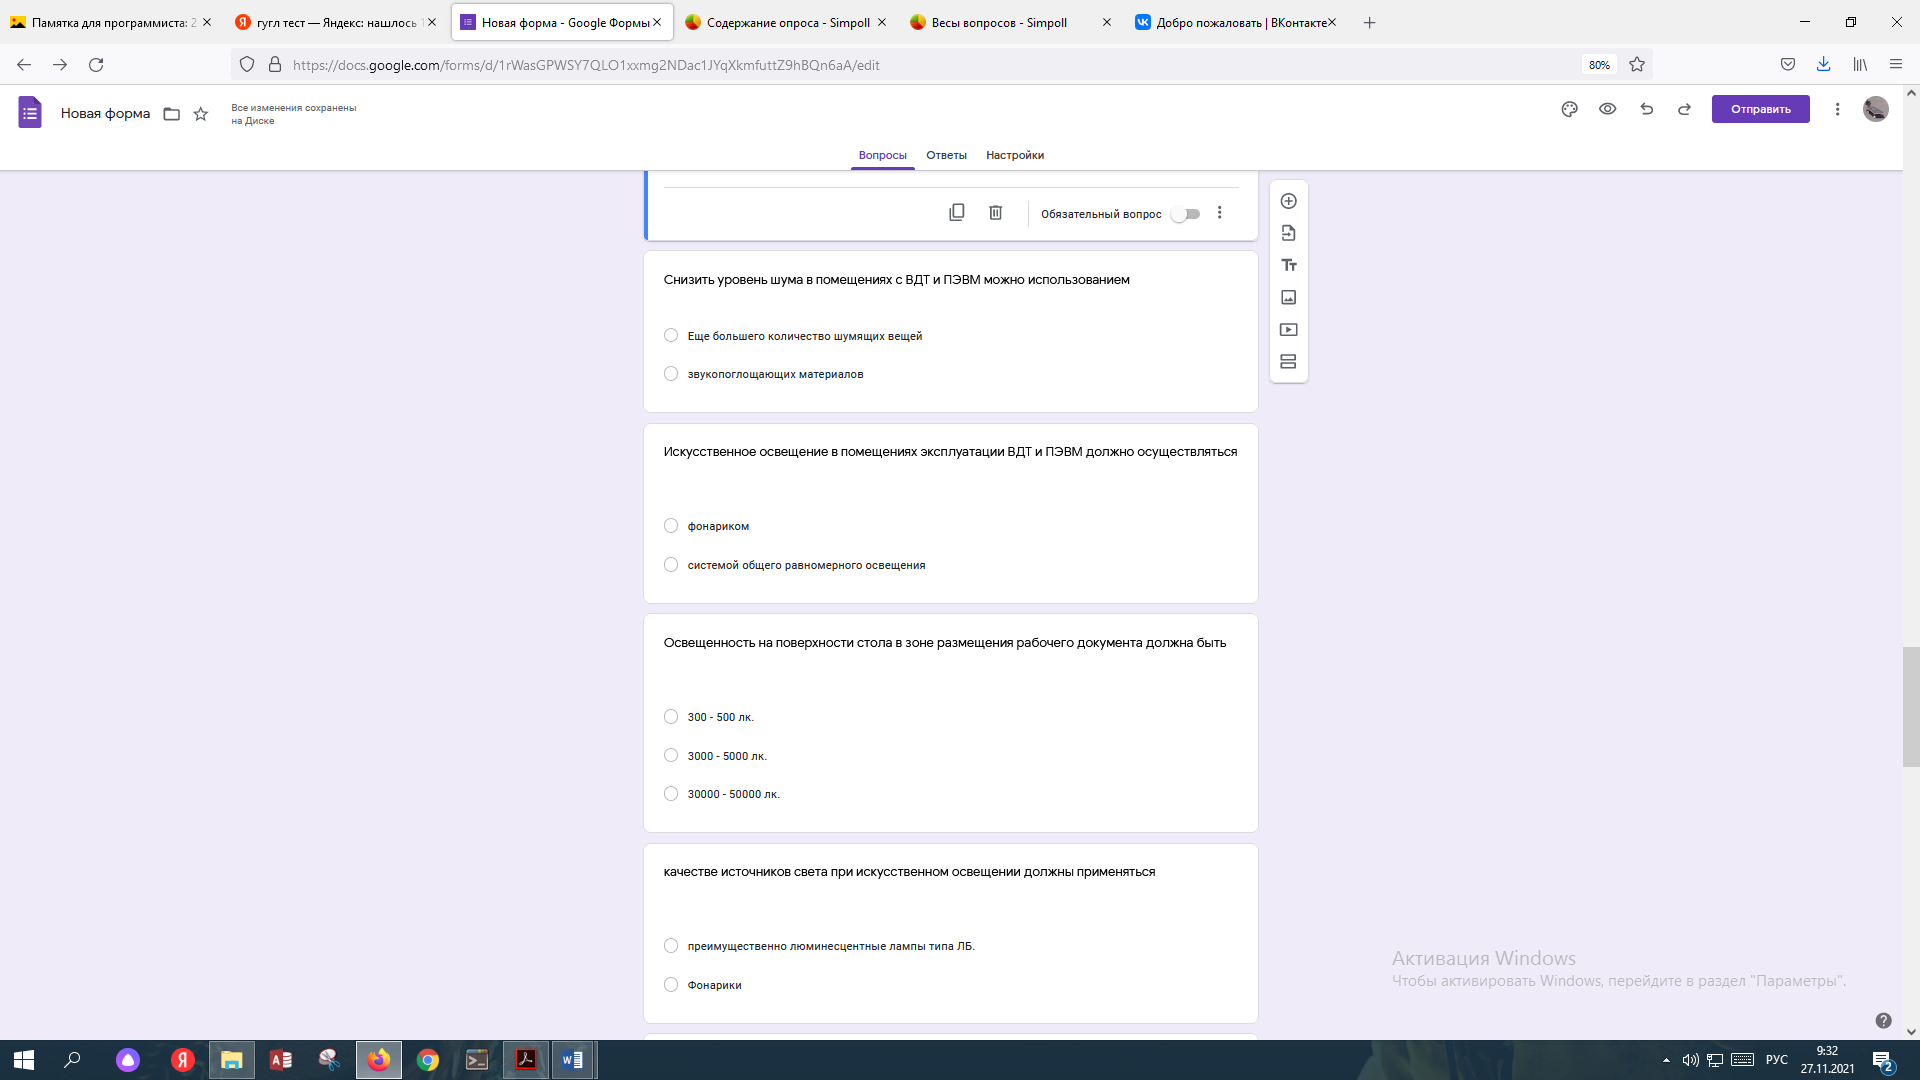 Памятка для программиста: 2
гугл тест — Яндекс: нашлось 1
Новая форма - Google Формы
Содержание опроса - Simpoll
Весы вопросов - Simpoll
Добро пожаловать | ВКонтакте
https://docs.google.com/forms/d/1rWasGPWSY7QLO1xxmg2NDac1JYqXkmfuttZ9hBQn6aA/edit
80%
Новая форма
Все изменения сохранены
на Диске
Отправить
Вопросы
Ответы
Настройки
Обязательный вопрос
Снизить уровень шума в помещениях с ВДТ и ПЭВМ можно использованием
Еще большего количество шумящих вещей
звукопоглощающих материалов
Искусственное освещение в помещениях эксплуатации ВДТ и ПЭВМ должно осуществляться
фонариком
системой общего равномерного освещения
Освещенность на поверхности стола в зоне размещения рабочего документа должна быть
300 - 500 лк.
3000 - 5000 лк.
30000 - 50000 лк.
качестве источников света при искусственном освещении должны применяться
преимущественно люминесцентные лампы типа ЛБ.
Фонарики
Активация Windows
Чтобы активировать Windows, перейдите в раздел "Параметры".
РУС
9:32
27.11.2021
2